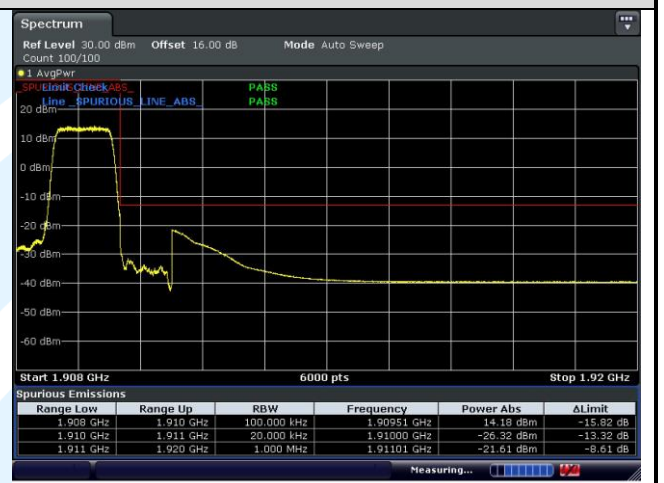 Spectrum
Ref Level 30.00 dBm Offset 16.00 dB Mode Auto Sweep
Count 100/100
1 AvgPwr
Limit Check PASS
Line _SPURIOUS_LINE_ABS_ PASS
20 dBm
10 dBm
0 dBm
-10 dBm
-20 dBm
-30 dBm
-40 dBm
-50 dBm
-60 dBm
Start 1.908 GHz 6000 pts Stop 1.92 GHz
Spurious Emissions
Range Low Range Up RBW Frequency Power Abs ΔLimit
1.908 GHz 1.910 GHz 100.000 kHz 1.90951 GHz 14.18 dBm -15.82 dB
1.910 GHz 1.911 GHz 20.000 kHz 1.91000 GHz -26.32 dBm -13.32 dB
1.911 GHz 1.920 GHz 1.000 MHz 1.91101 GHz -21.61 dBm -8.61 dB
Measuring...